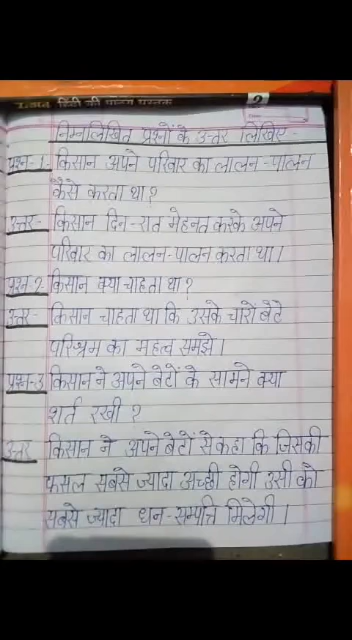 हिंदी की पाठ्य पुस्तक
2
निम्नलिखित प्रश्नों के उत्तर लिखिए -
प्रश्न-1- किसान अपने परिवार का लालन-पालन
कैसे करता था?
उत्तर- किसान दिन-रात मेहनत करके अपने
परिवार का लालन-पालन करता था।
प्रश्न 2 किसान क्या चाहता था?
उत्तर- किसान चाहता था कि उसके चारों बेटे
परिश्रम का महत्व समझे।
प्रश्न-3 किसान ने अपने बेटों के सामने क्या
शर्त रखी?
उत्तर किसान ने अपने बेटों से कहा कि जिसकी
फसल सबसे ज्यादा अच्छी होगी उसी को
सबसे ज्यादा धन-सम्पत्ति मिलेगी।